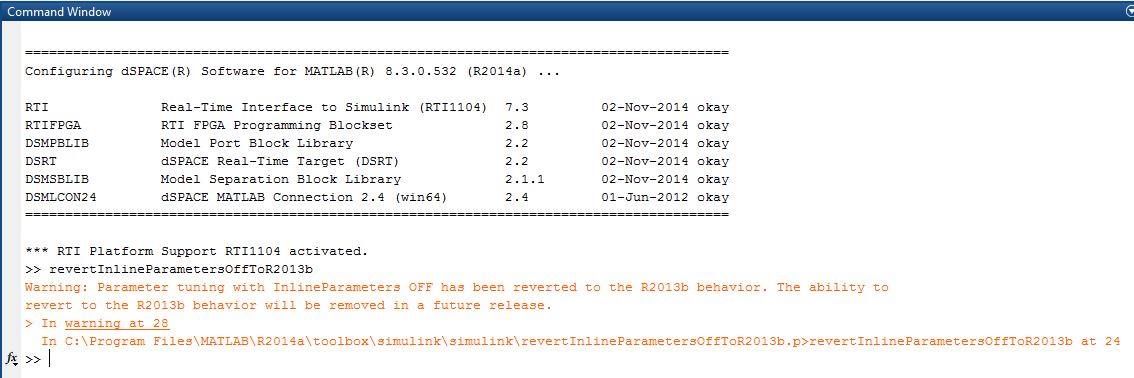 Command Window
=========================================================================================
Configuring dSPACE(R) Software for MATLAB(R) 8.3.0.532 (R2014a) ...
RTI Real-Time Interface to Simulink (RTI1104) 7.3 02-Nov-2014 okay
RTIFPGA RTI FPGA Programming Blockset 2.8 02-Nov-2014 okay
DSMPBLIB Model Port Block Library 2.2 02-Nov-2014 okay
DSRT dSPACE Real-Time Target (DSRT) 2.2 02-Nov-2014 okay
DSMSBLIB Model Separation Block Library 2.1.1 02-Nov-2014 okay
DSMLCON24 dSPACE MATLAB Connection 2.4 (win64) 2.4 01-Jun-2012 okay
=========================================================================================
*** RTI Platform Support RTI1104 activated.
>> revertInlineParametersOffToR2013b
Warning: Parameter tuning with InlineParameters OFF has been reverted to the R2013b behavior. The ability to
revert to the R2013b behavior will be removed in a future release.
> In warning at 28
In C:\Program Files\MATLAB\R2014a\toolbox\simulink\simulink\revertInlineParametersOffToR2013b.p>revertInlineParametersOffToR2013b at 24
fx >>